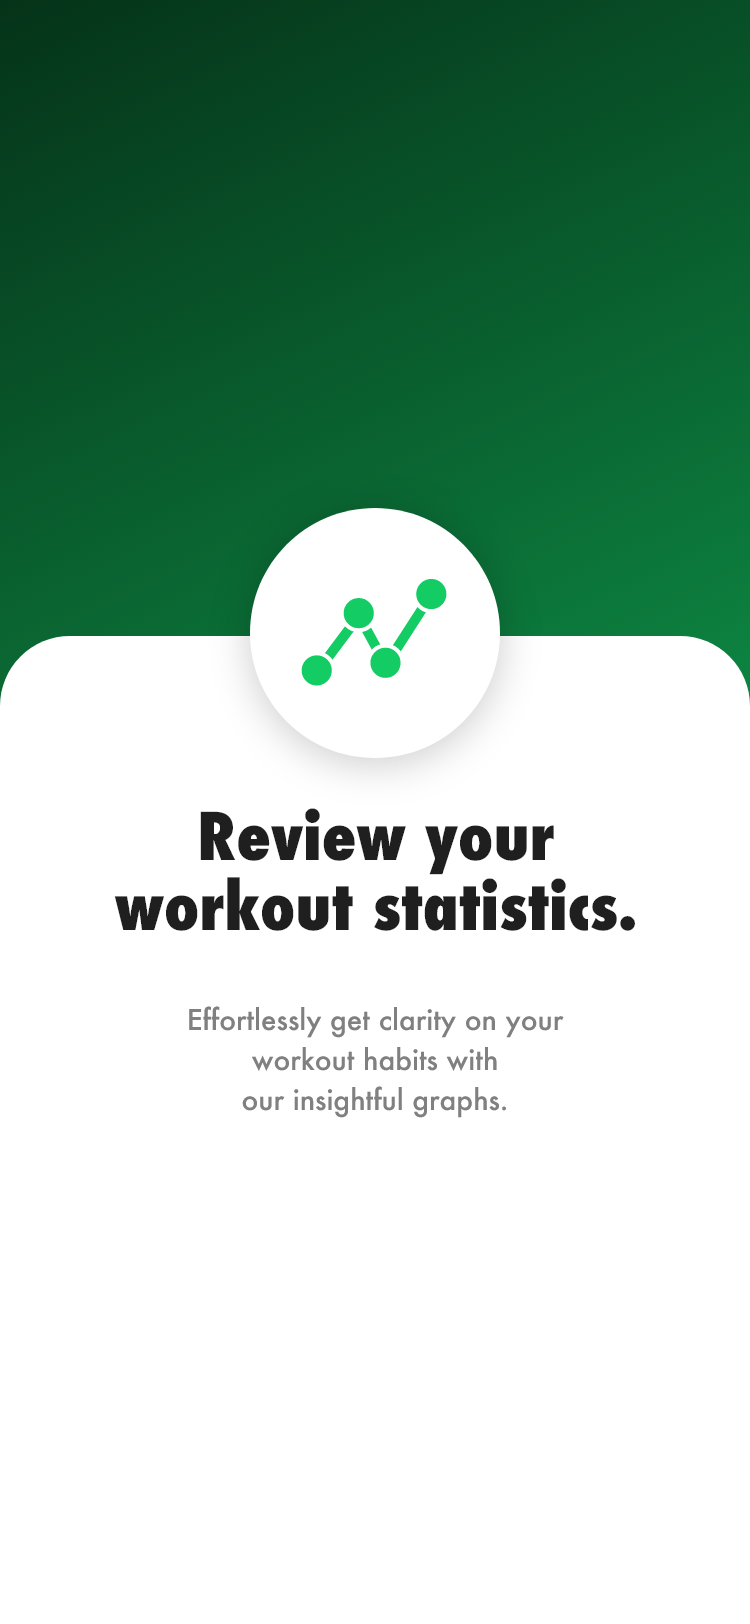 Review your
workout statistics.
Effortlessly get clarity on your
workout habits with
our insightful graphs.